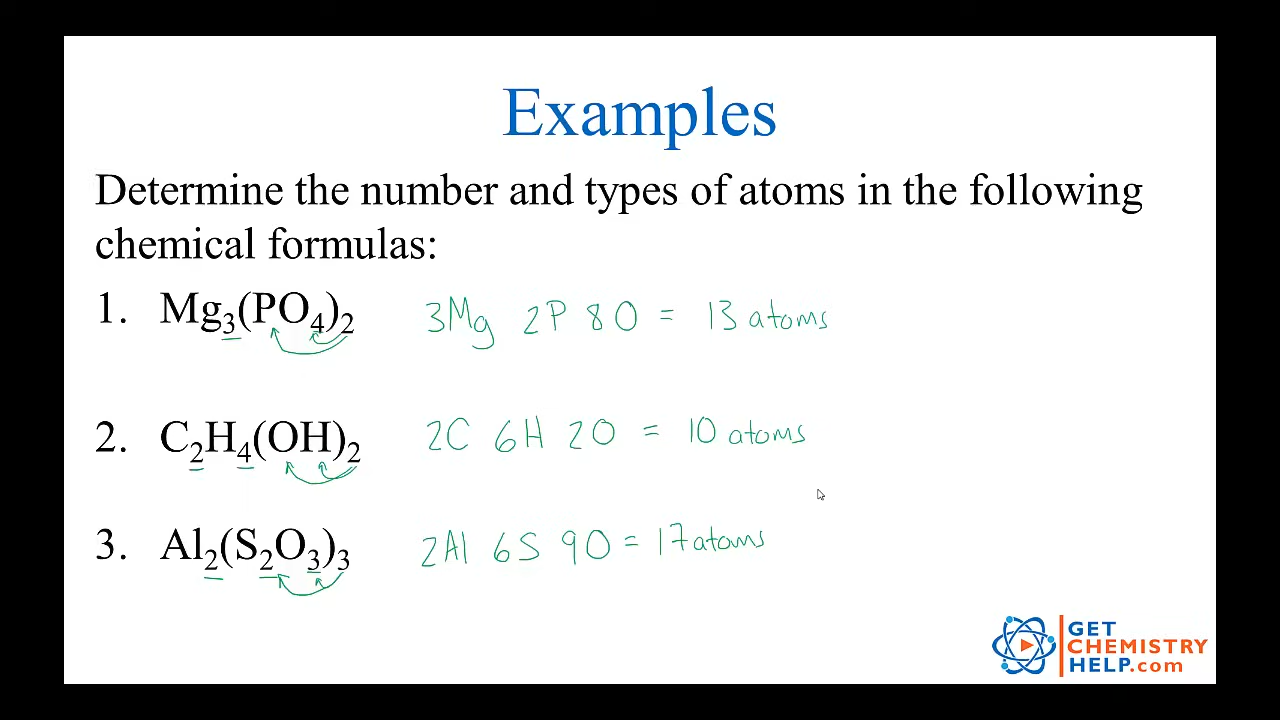 Examples
Determine the number and types of atoms in the following
chemical formulas:
1. Mg₃(PO₄)₂ 3Mg 2P 8O = 13 atoms
2. C₂H₄(OH)₂ 2C 6H 2O = 10 atoms
3. Al₂(S₂O₃)₃ 2Al 6S 9O = 17 atoms
GET
CHEMISTRY
HELP.com